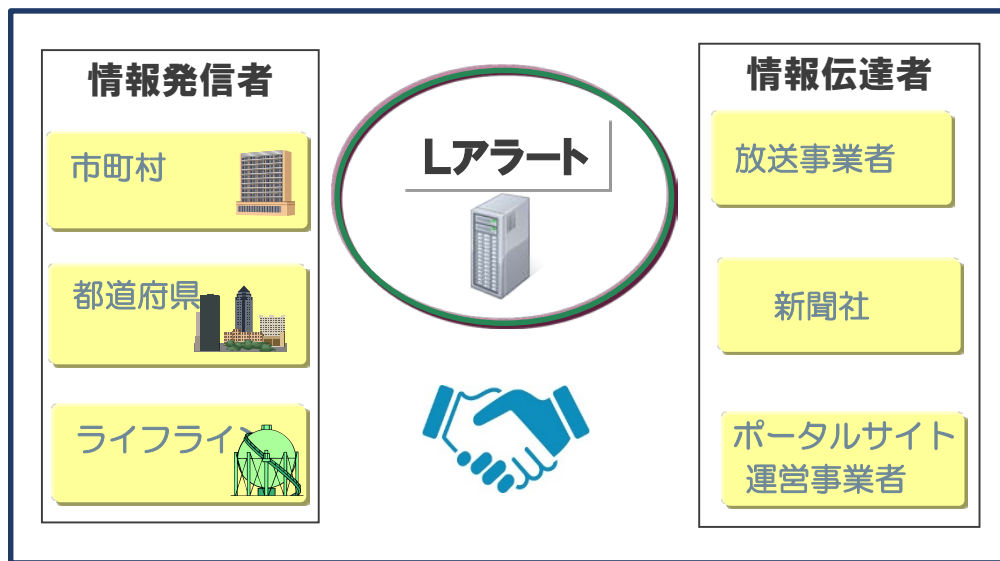 情報発信者
市町村
都道府県
ライフライン
Lアラート
情報伝達者
放送事業者
新聞社
ポータルサイト
運営事業者